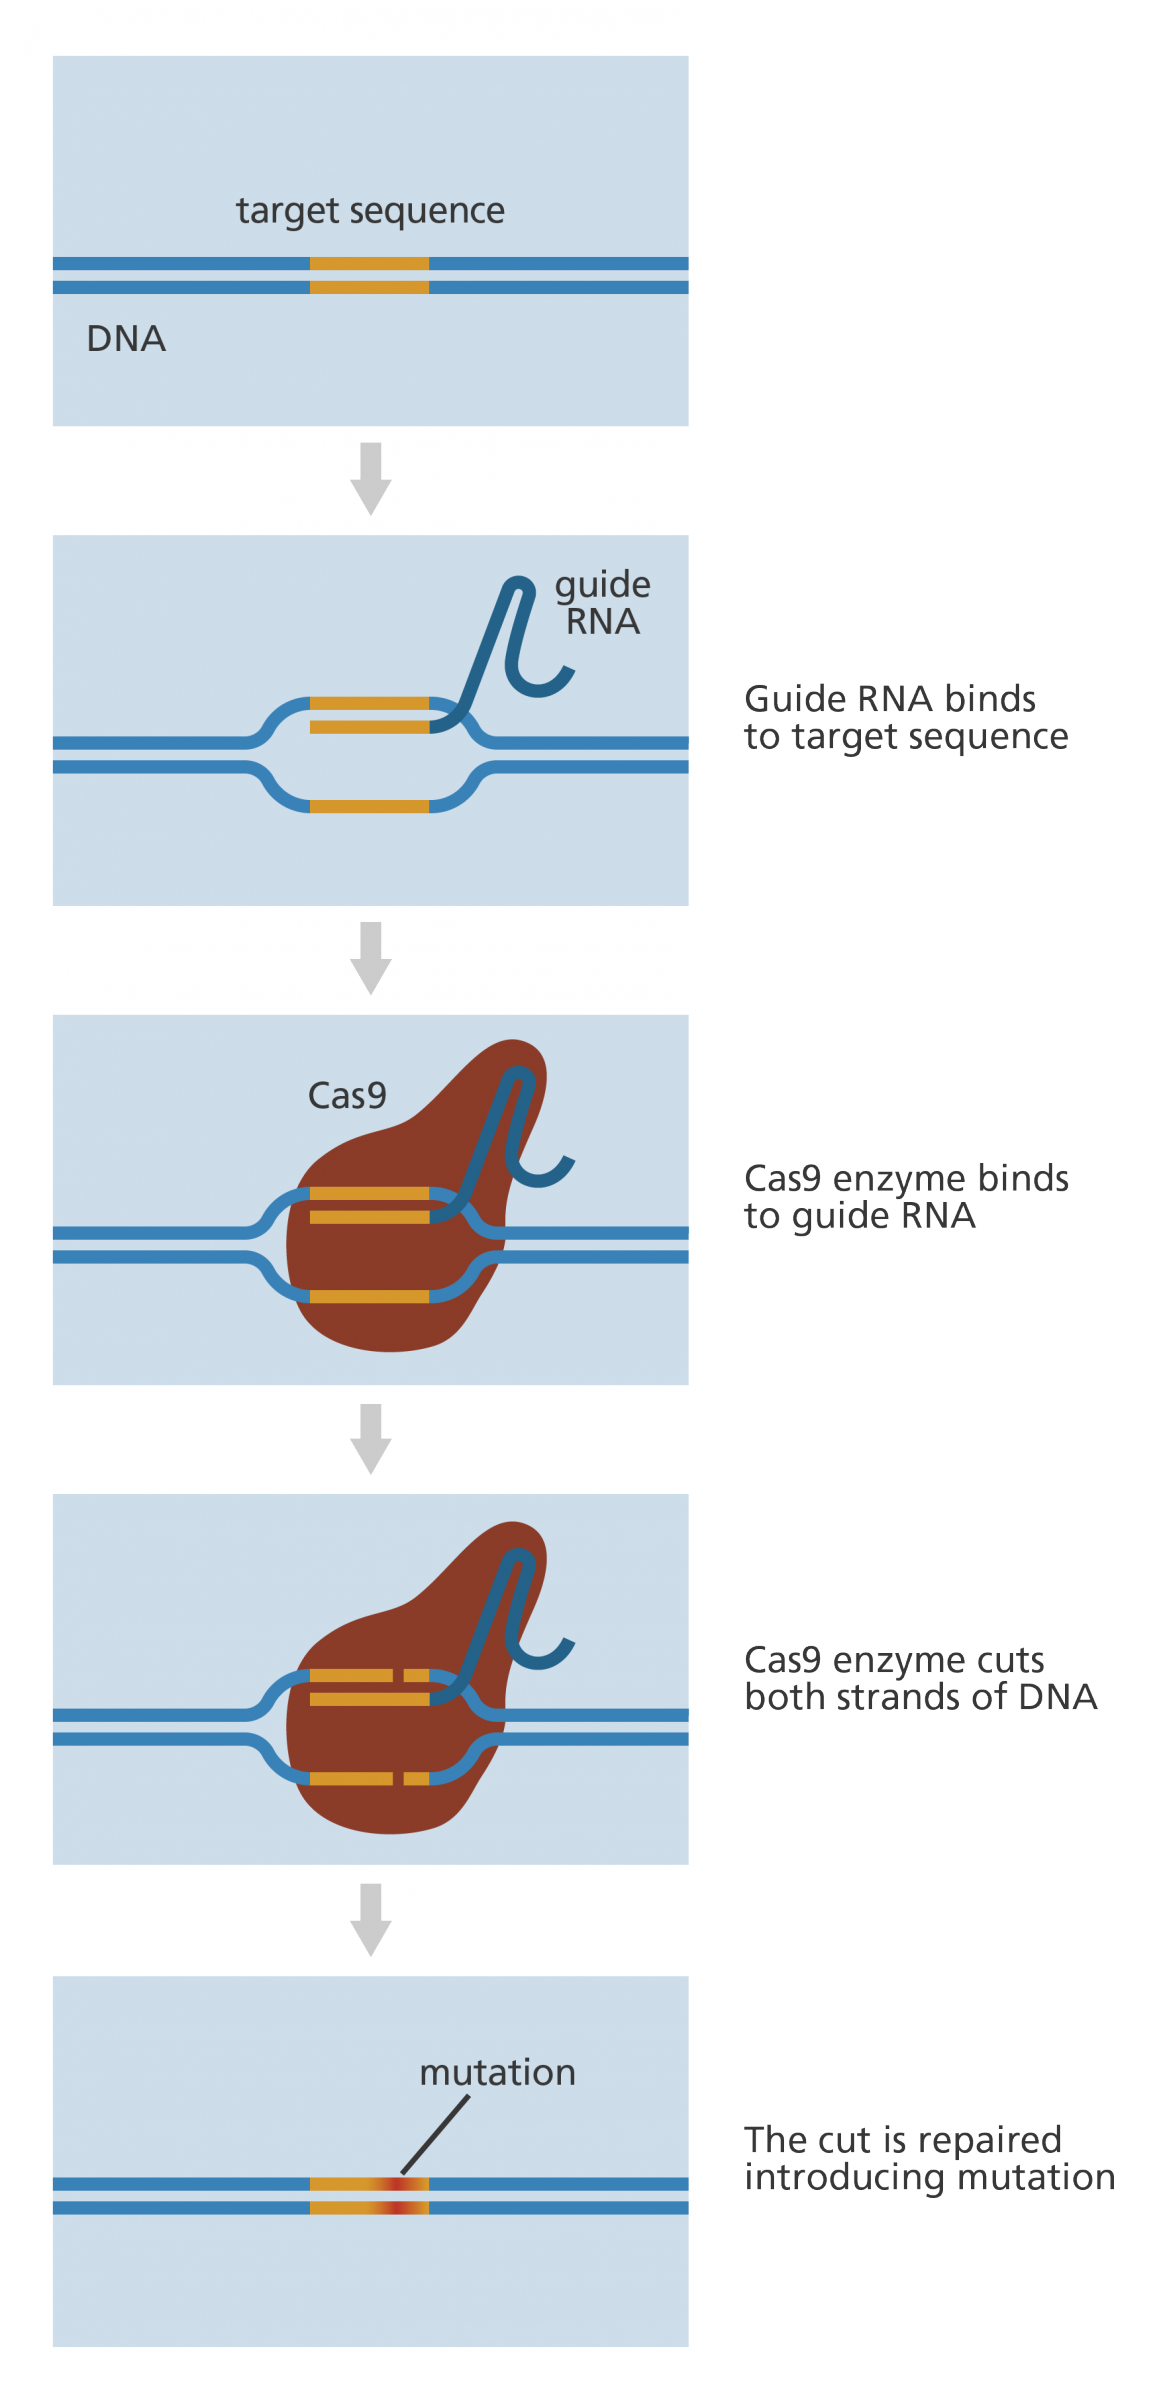 target sequence
DNA
guide
RNA
Guide RNA binds
to target sequence
Cas9
Cas9 enzyme binds
to guide RNA
Cas9 enzyme cuts
both strands of DNA
mutation
The cut is repaired
introducing mutation